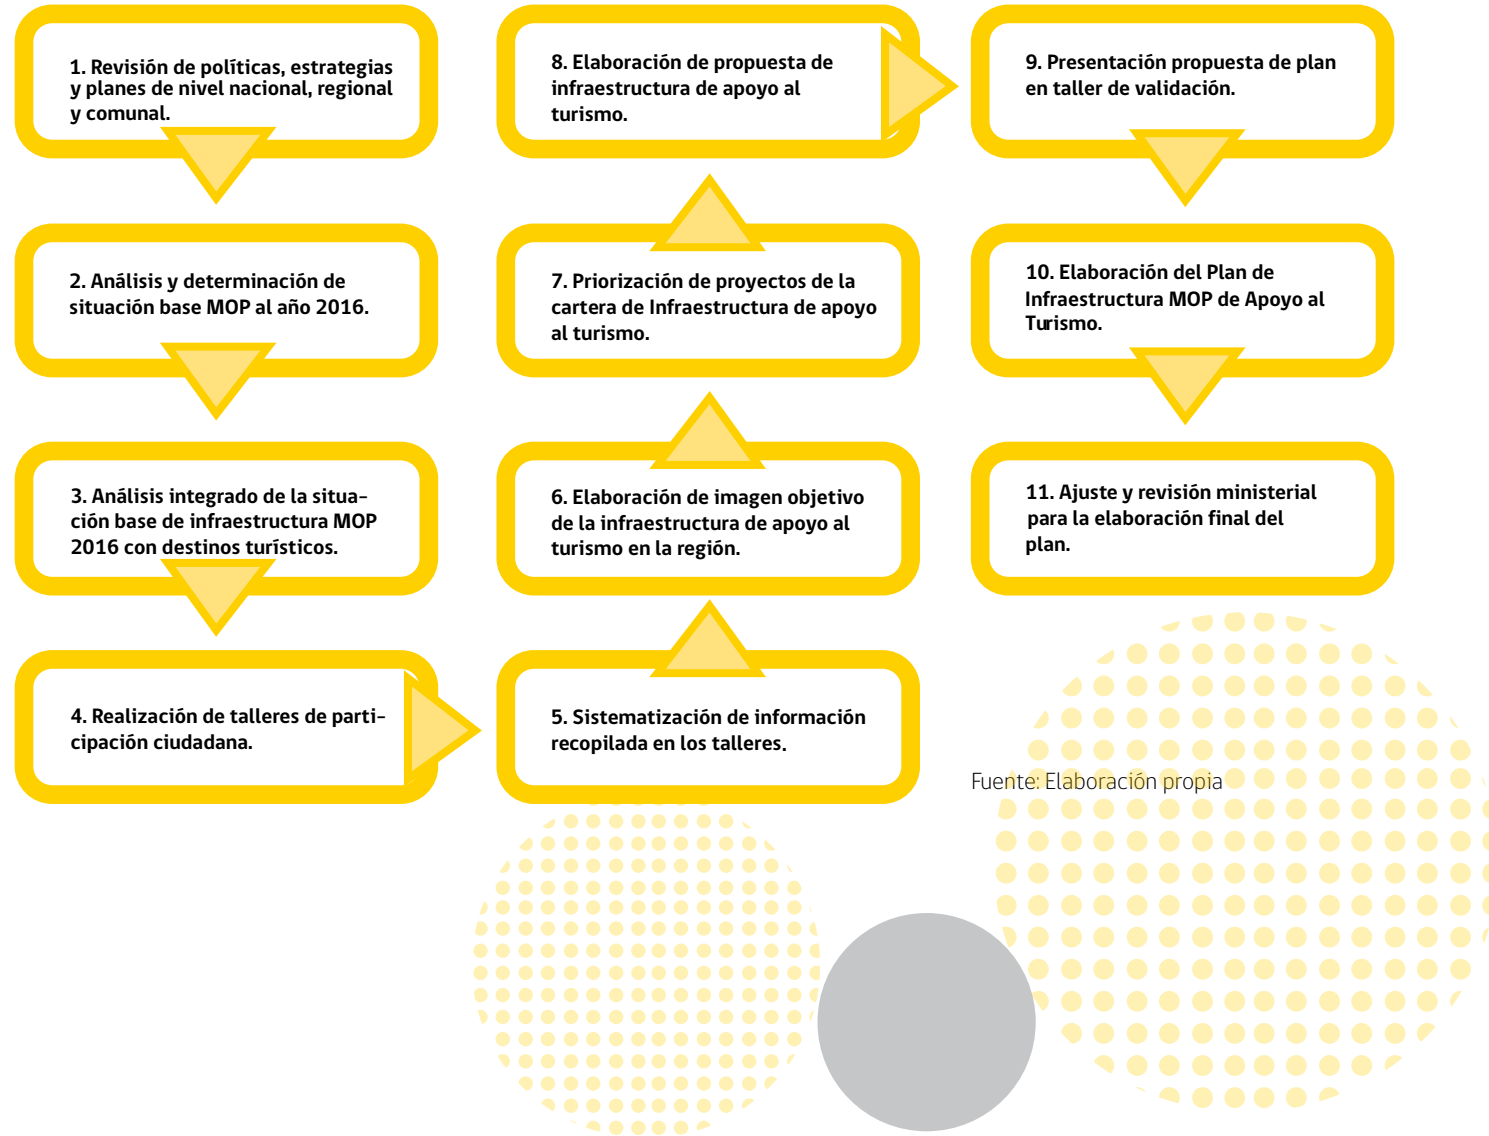 1. Revisión de políticas, estrategias
y planes de nivel nacional, regional
y comunal.
2. Análisis y determinación de
situación base MOP al año 2016.
3. Análisis integrado de la situa-
ción base de infraestructura MOP
2016 con destinos turísticos.
4. Realización de talleres de parti-
cipación ciudadana.
5. Sistematización de información
recopilada en los talleres.
6. Elaboración de imagen objetivo
de la infraestructura de apoyo al
turismo en la región.
7. Priorización de proyectos de la
cartera de Infraestructura de apoyo
al turismo.
8. Elaboración de propuesta de
infraestructura de apoyo al
turismo.
9. Presentación propuesta de plan
en taller de validación.
10. Elaboración del Plan de
Infraestructura MOP de Apoyo al
Turismo.
11. Ajuste y revisión ministerial
para la elaboración final del
plan.
Fuente: Elaboración propia